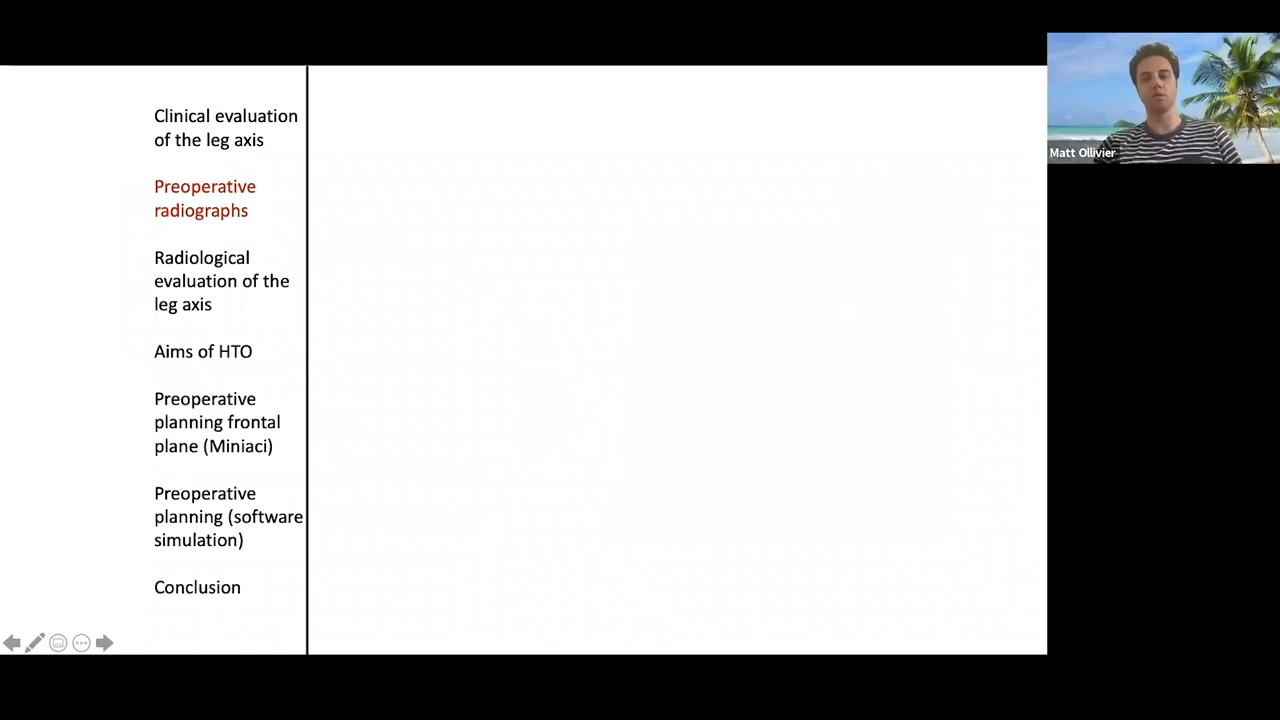 Clinical evaluation
of the leg axis
Preoperative
radiographs
Radiological
evaluation of the
leg axis
Aims of HTO
Preoperative
planning frontal
plane (Miniaci)
Preoperative
planning (software
simulation)
Conclusion
Matt Ollivier